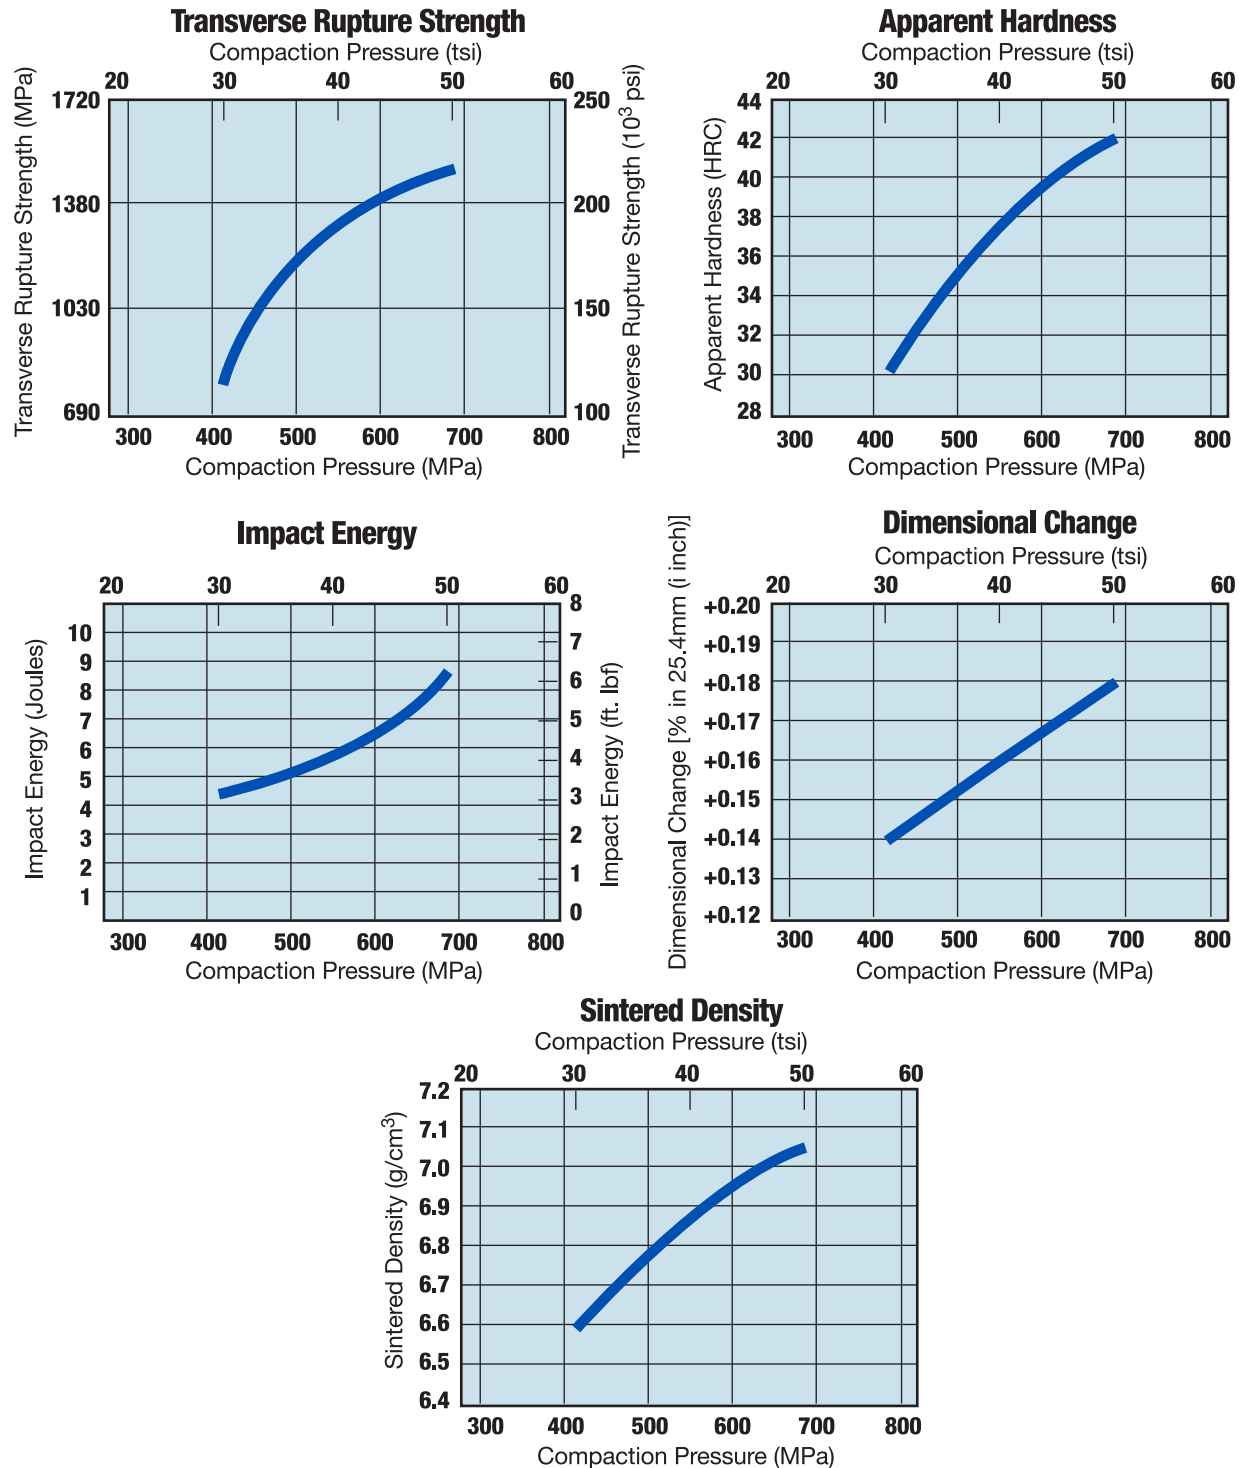 Transverse Rupture Strength
Compaction Pressure (tsi)
20 30 40 50 60
Transverse Rupture Strength (MPa)
1720
1380
1030
690
250
200
150
100
Transverse Rupture Strength (10³ psi)
300 400 500 600 700 800
Compaction Pressure (MPa)
Apparent Hardness
Compaction Pressure (tsi)
20 30 40 50 60
Apparent Hardness (HRC)
44
42
40
38
36
34
32
30
28
300 400 500 600 700 800
Compaction Pressure (MPa)
Impact Energy
20 30 40 50 60
Impact Energy (Joules)
10
9
8
7
6
5
4
3
2
1
8
7
6
5
4
3
2
1
0
Impact Energy (ft. lbf)
300 400 500 600 700 800
Compaction Pressure (MPa)
Dimensional Change
Compaction Pressure (tsi)
20 30 40 50 60
Dimensional Change [% in 25.4mm (i inch)]
+0.20
+0.19
+0.18
+0.17
+0.16
+0.15
+0.14
+0.13
+0.12
300 400 500 600 700 800
Compaction Pressure (MPa)
Sintered Density
Compaction Pressure (tsi)
20 30 40 50 60
Sintered Density (g/cm³)
7.2
7.1
7.0
6.9
6.8
6.7
6.6
6.5
6.4
300 400 500 600 700 800
Compaction Pressure (MPa)